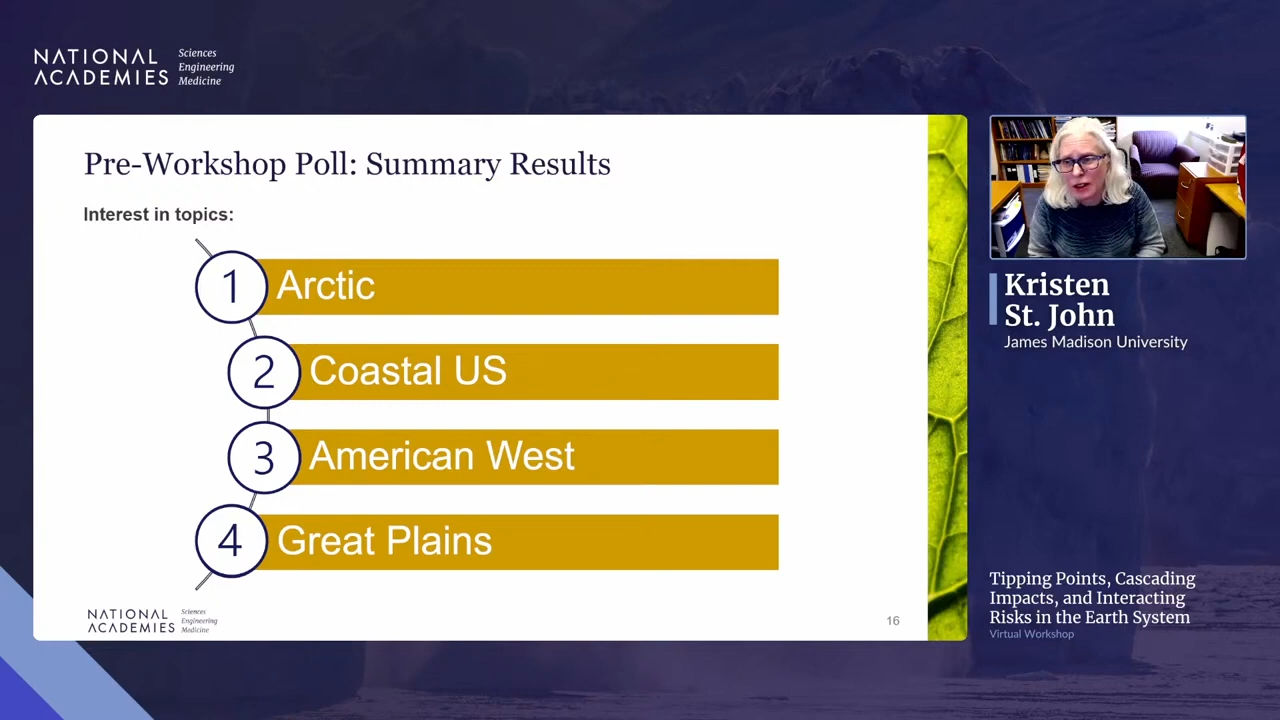 NATIONAL
ACADEMIES
Sciences
Engineering
Medicine
Pre-Workshop Poll: Summary Results
Interest in topics:
1 Arctic
2 Coastal US
3 American West
4 Great Plains
NATIONAL
ACADEMIES
Sciences
Engineering
Medicine
16
Kristen
St. John
James Madison University
Tipping Points, Cascading
Impacts, and Interacting
Risks in the Earth System
Virtual Workshop